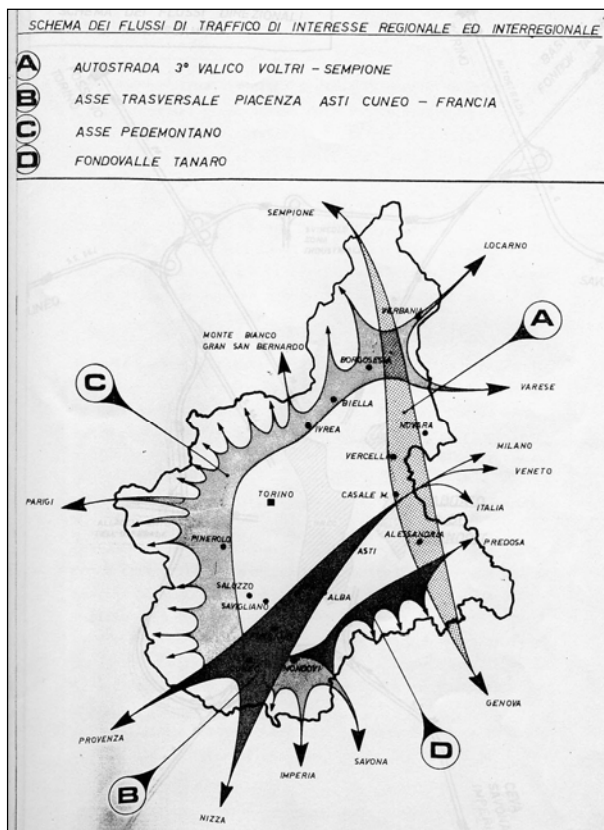 SCHEMA DEI FLUSSI DI TRAFFICO DI INTERESSE REGIONALE ED INTERREGIONALE
A AUTOSTRADA 3° VALICO VOLTRI - SEMPIONE
B ASSE TRASVERSALE PIACENZA ASTI CUNEO - FRANCIA
C ASSE PEDEMONTANO
D FONDOVALLE TANARO
SEMPIONE
LOCARNO
VERBANIA
A
MONTE BIANCO
GRAN SAN BERNARDO
BORGOSESIA
C
VARESE
BIELLA
IVREA
NOVARA
MILANO
VERCELLI
VENETO
TORINO
CASALE M.
PARIGI
ITALIA
ALESSANDRIA
PREDOSA
PINEROLO
ASTI
SALUZZO
SAVIGLIANO
ALBA
MONDOVI
GENOVA
PROVENZA
D
SAVONA
IMPERIA
B
NIZZA